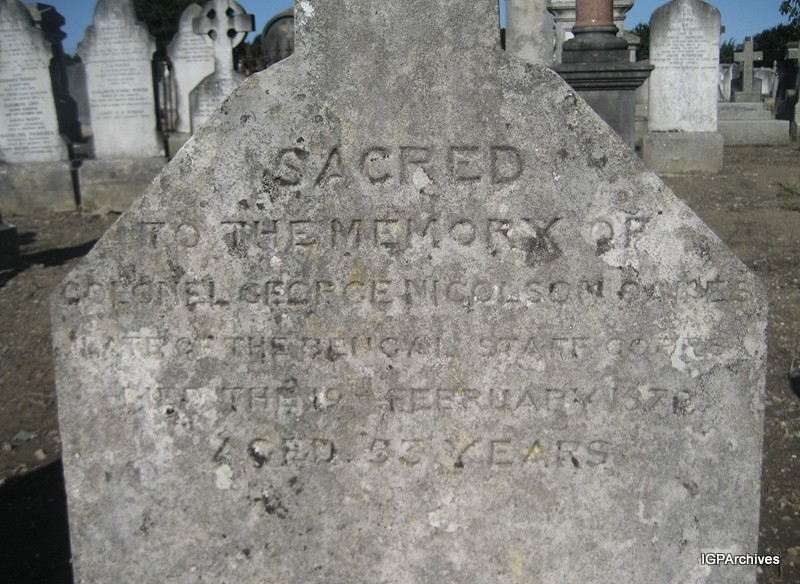 SACRED
TO THE MEMORY OF
COLONEL GEORGE NICOLSON
LATE OF THE BENGAL STAFF CORPS
DIED THE 19TH FEBRUARY
AGED 53 YEARS
IGPArchives